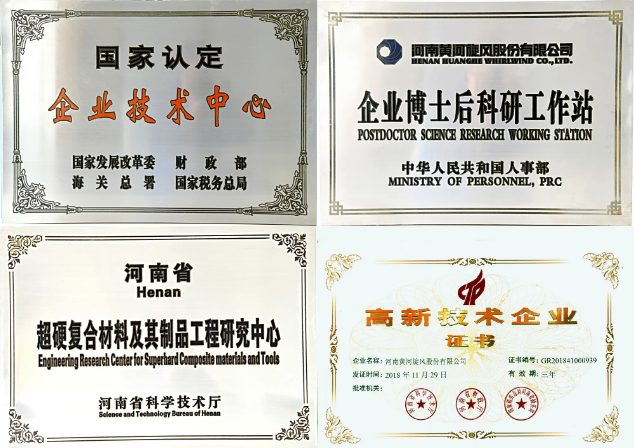 国家认定
企业技术中心
国家发展改革委 财政部
海关总署 国家税务总局
河南黄河旋风股份有限公司
HENAN HUANGHE WHIRLWIND CO.,LTD.
企业博士后科研工作站
POSTDOCTOR SCIENCE RESEARCH WORKING STATION
中华人民共和国人事部
MINISTRY OF PERSONNEL, PRC
河南省
Henan
超硬复合材料及其制品工程研究中心
Engineering Research Center for Superhard Composite materials and Tools
河南省科学技术厅
Science and Technology Bureau of Henan
高新技术企业
证书
企业名称：河南黄河旋风股份有限公司
证书编号：GR201841000939
发证时间：2018 年 11 月 29 日
有效期：三年
批准机关：